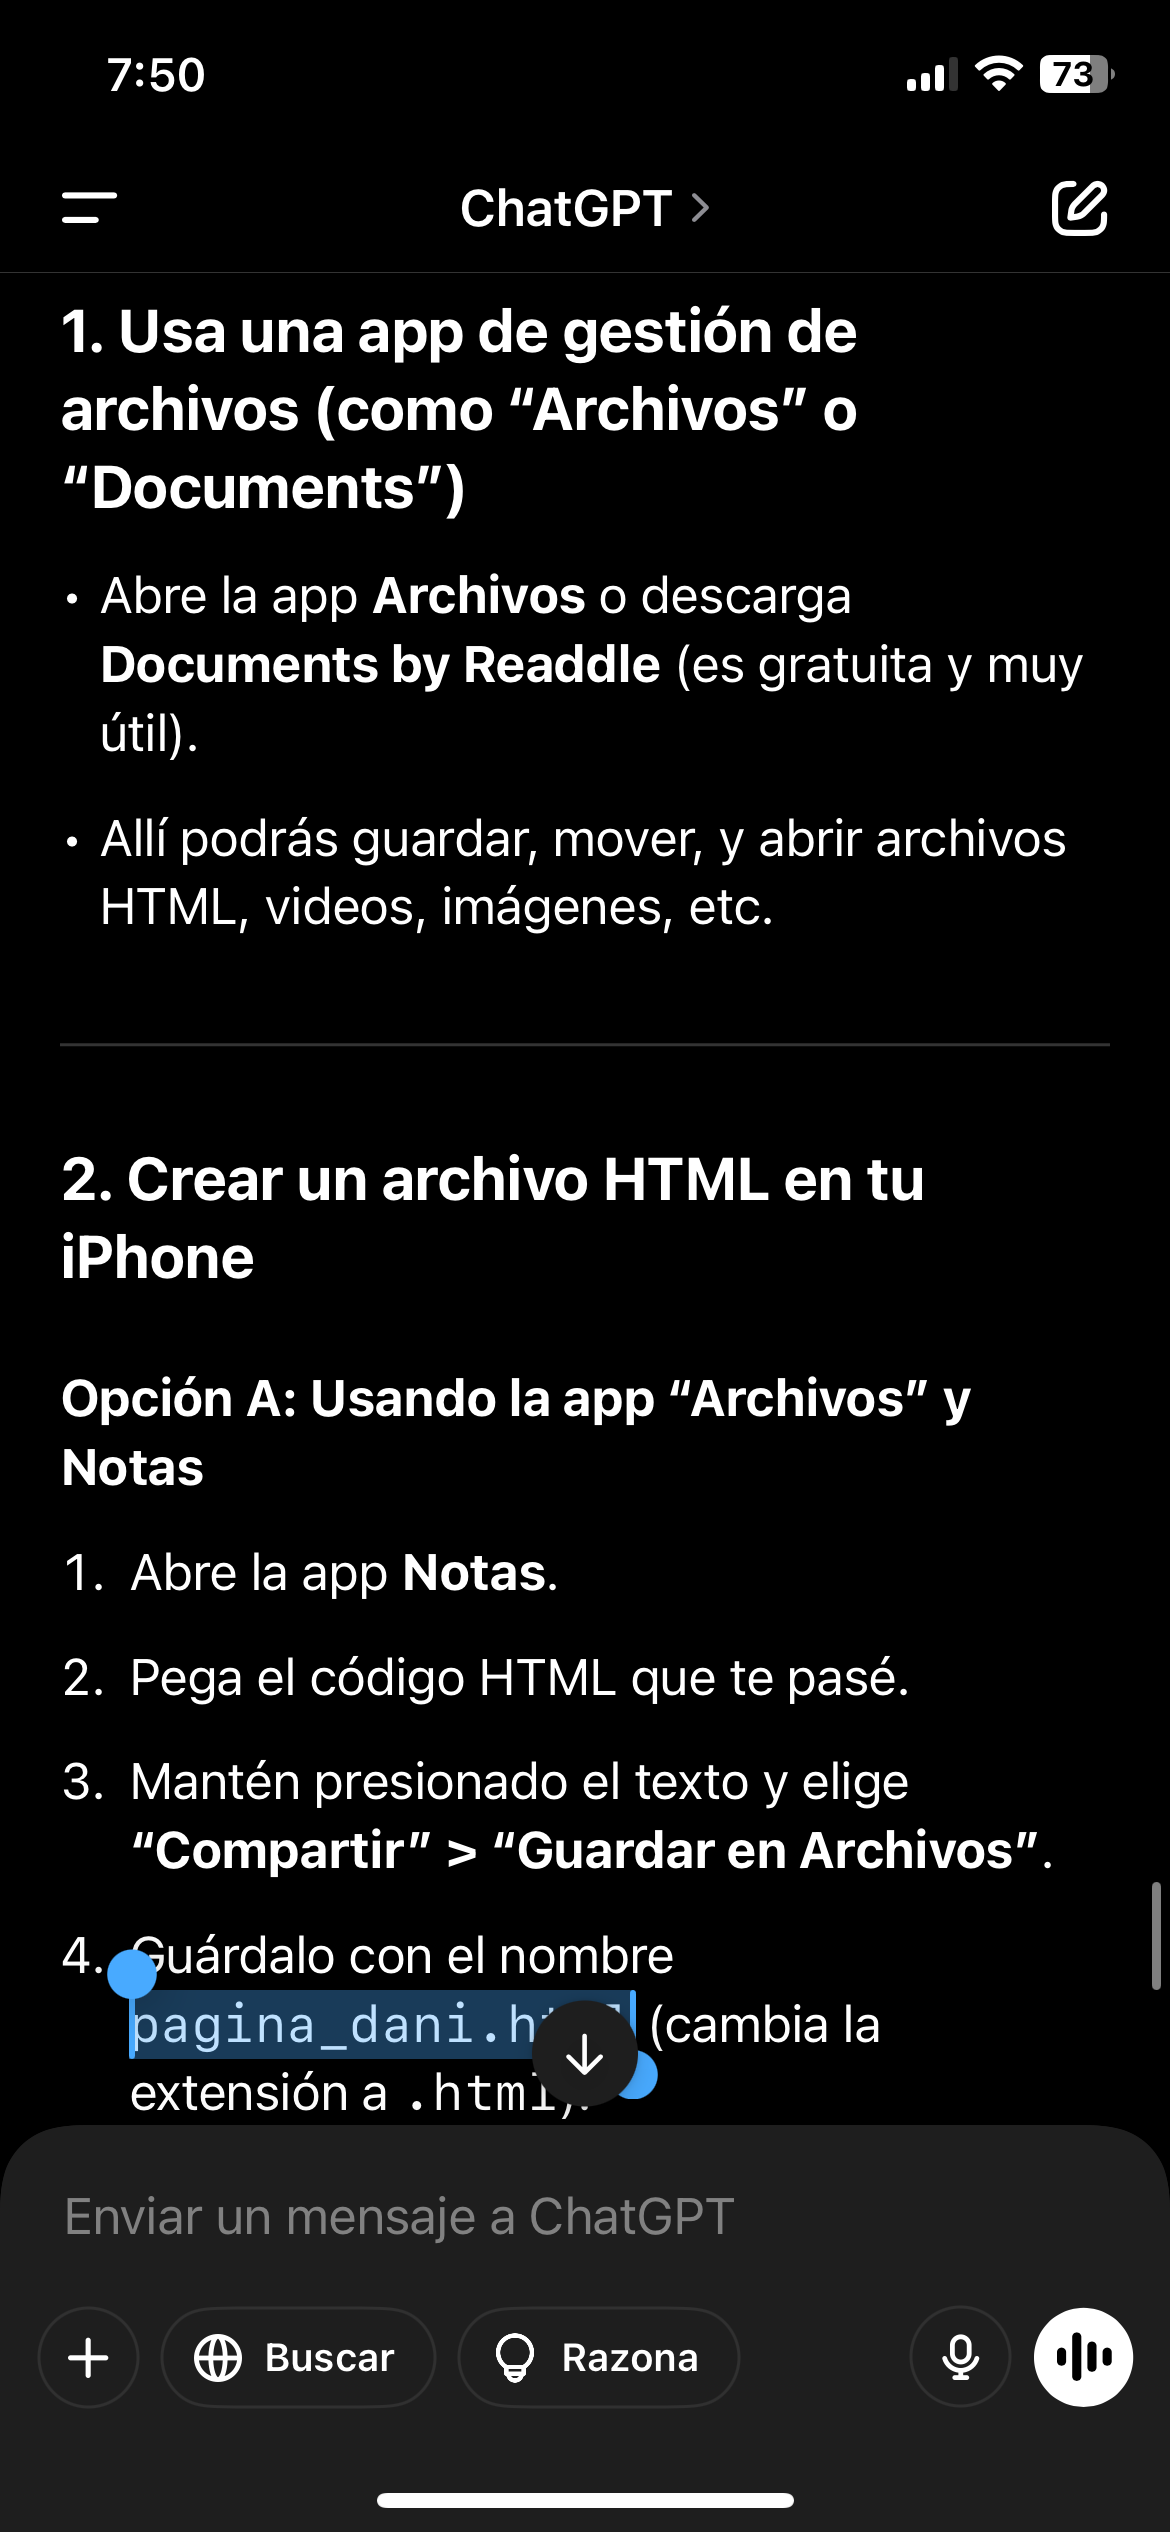 7:50
73
ChatGPT
1. Usa una app de gestión de
archivos (como “Archivos” o
“Documents”)
• Abre la app Archivos o descarga
Documents by Readdle (es gratuita y muy
útil).
• Allí podrás guardar, mover, y abrir archivos
HTML, videos, imágenes, etc.
2. Crear un archivo HTML en tu
iPhone
Opción A: Usando la app “Archivos” y
Notas
1. Abre la app Notas.
2. Pega el código HTML que te pasé.
3. Mantén presionado el texto y elige
“Compartir” > “Guardar en Archivos”.
4. Guárdalo con el nombre
pagina_dani.html (cambia la
extensión a .html).
Enviar un mensaje a ChatGPT
Buscar
Razona